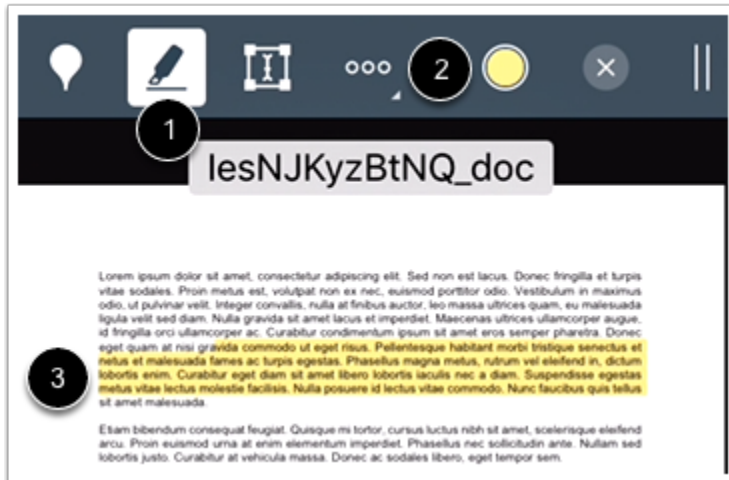 2
1
IesNJKyzBtNQ_doc
Lorem ipsum dolor sit amet, consectetur adipiscing elit. Sed non est lacus. Donec fringilla et turpis
vitae sodales. Proin metus est, volutpat non ex nec, euismod porttitor odio. Vestibulum in maximus
odio, ut pulvinar velit. Integer convallis, nulla at finibus auctor, leo massa ultrices quam, eu malesuada
ligula velit sed diam. Nulla gravida sit amet lacus et imperdiet. Maecenas ultrices ullamcorper augue,
id fringilla orci ullamcorper ac. Curabitur condimentum ipsum sit amet eros semper pharetra. Donec
eget quam at nisi gravida commodo ut eget risus. Pellentesque habitant morbi tristique senectus et
netus et malesuada fames ac turpis egestas. Phasellus magna metus, rutrum vel eleifend in, dictum
3
lobortis enim. Curabitur eget diam sit amet libero lobortis iaculis nec a diam. Suspendisse egestas
metus vitae lectus molestie facilisis. Nulla posuere id lectus vitae commodo. Nunc faucibus quis tellus
sit amet malesuada.
Etiam bibendum consequat feugiat. Quisque mi tortor, cursus luctus nibh sit amet, scelerisque eleifend
arcu. Proin euismod urna at enim elementum imperdiet. Phasellus nec sollicitudin ante. Nullam sed
lobortis justo. Curabitur at vehicula massa. Donec ac sodales libero, eget tempor sem.